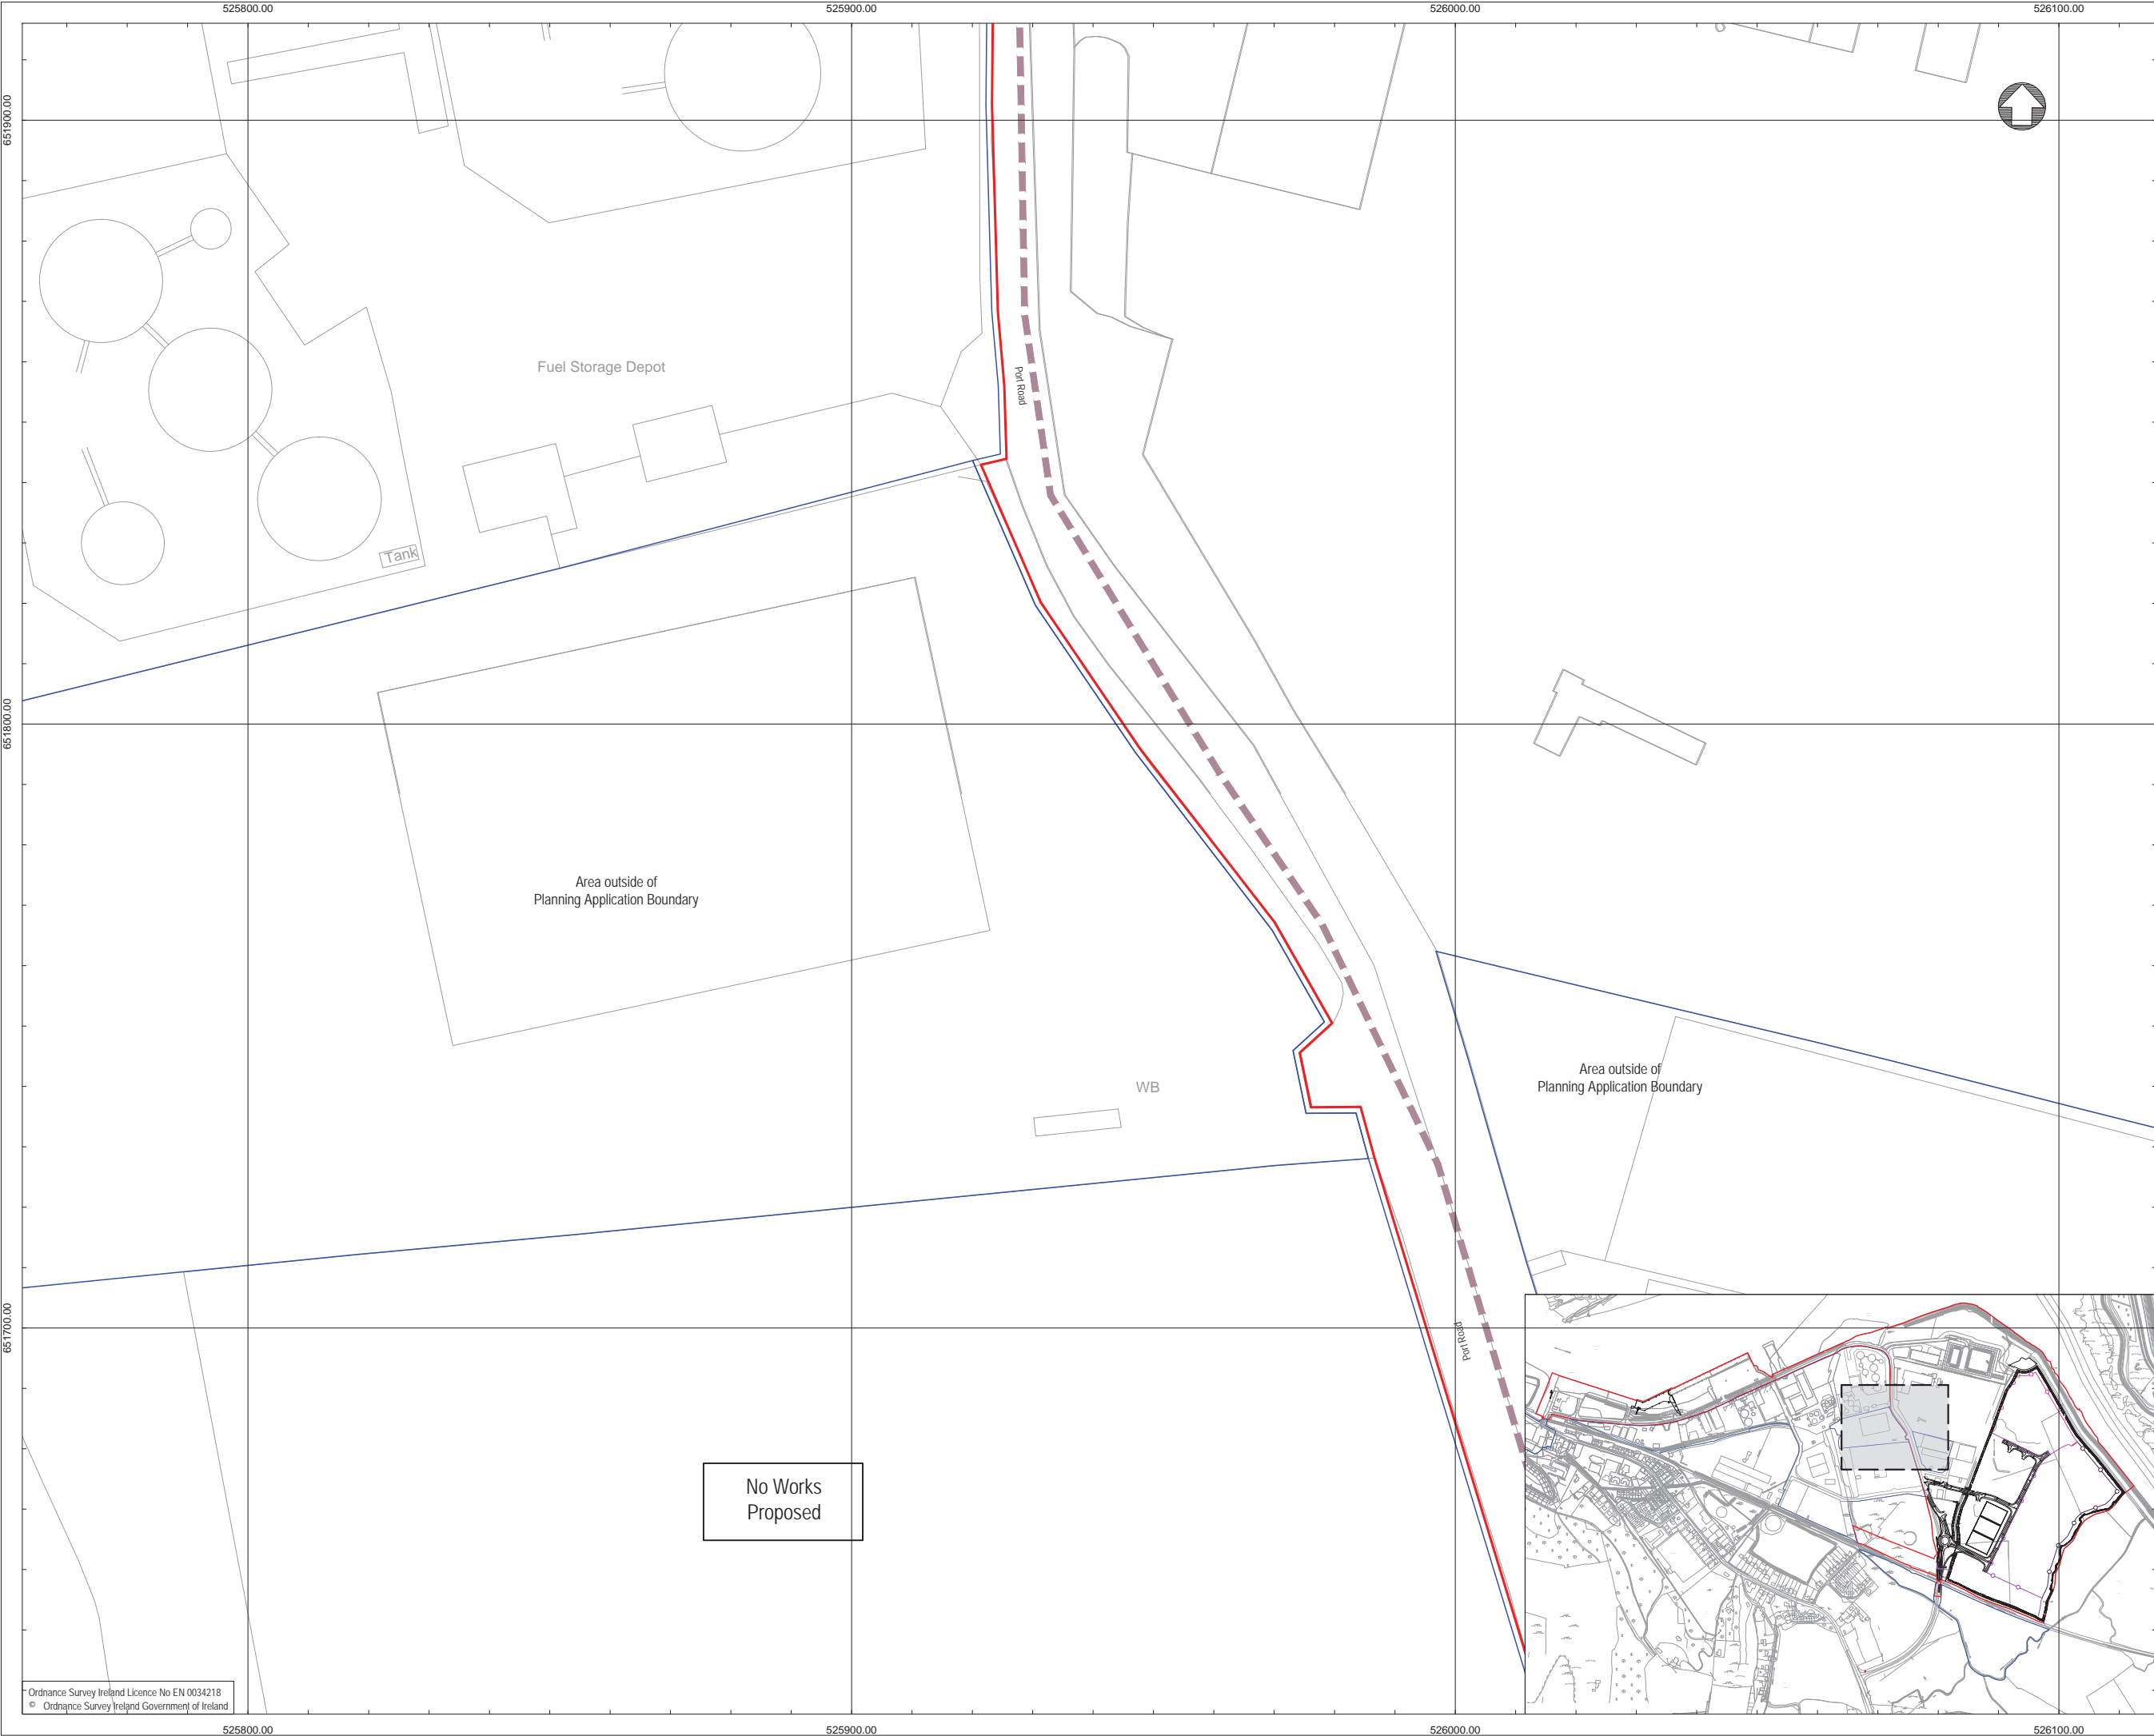 525800.00
525900.00
526000.00
526100.00
651900.00
Fuel Storage Depot
Port Road
Tank
651800.00
Area outside of
Planning Application Boundary
WB
Area outside of
Planning Application Boundary
651700.00
Port Road
No Works
Proposed
Ordnance Survey Ireland Licence No EN 0034218
© Ordnance Survey Ireland Government of Ireland
525800.00
525900.00
526000.00
526100.00